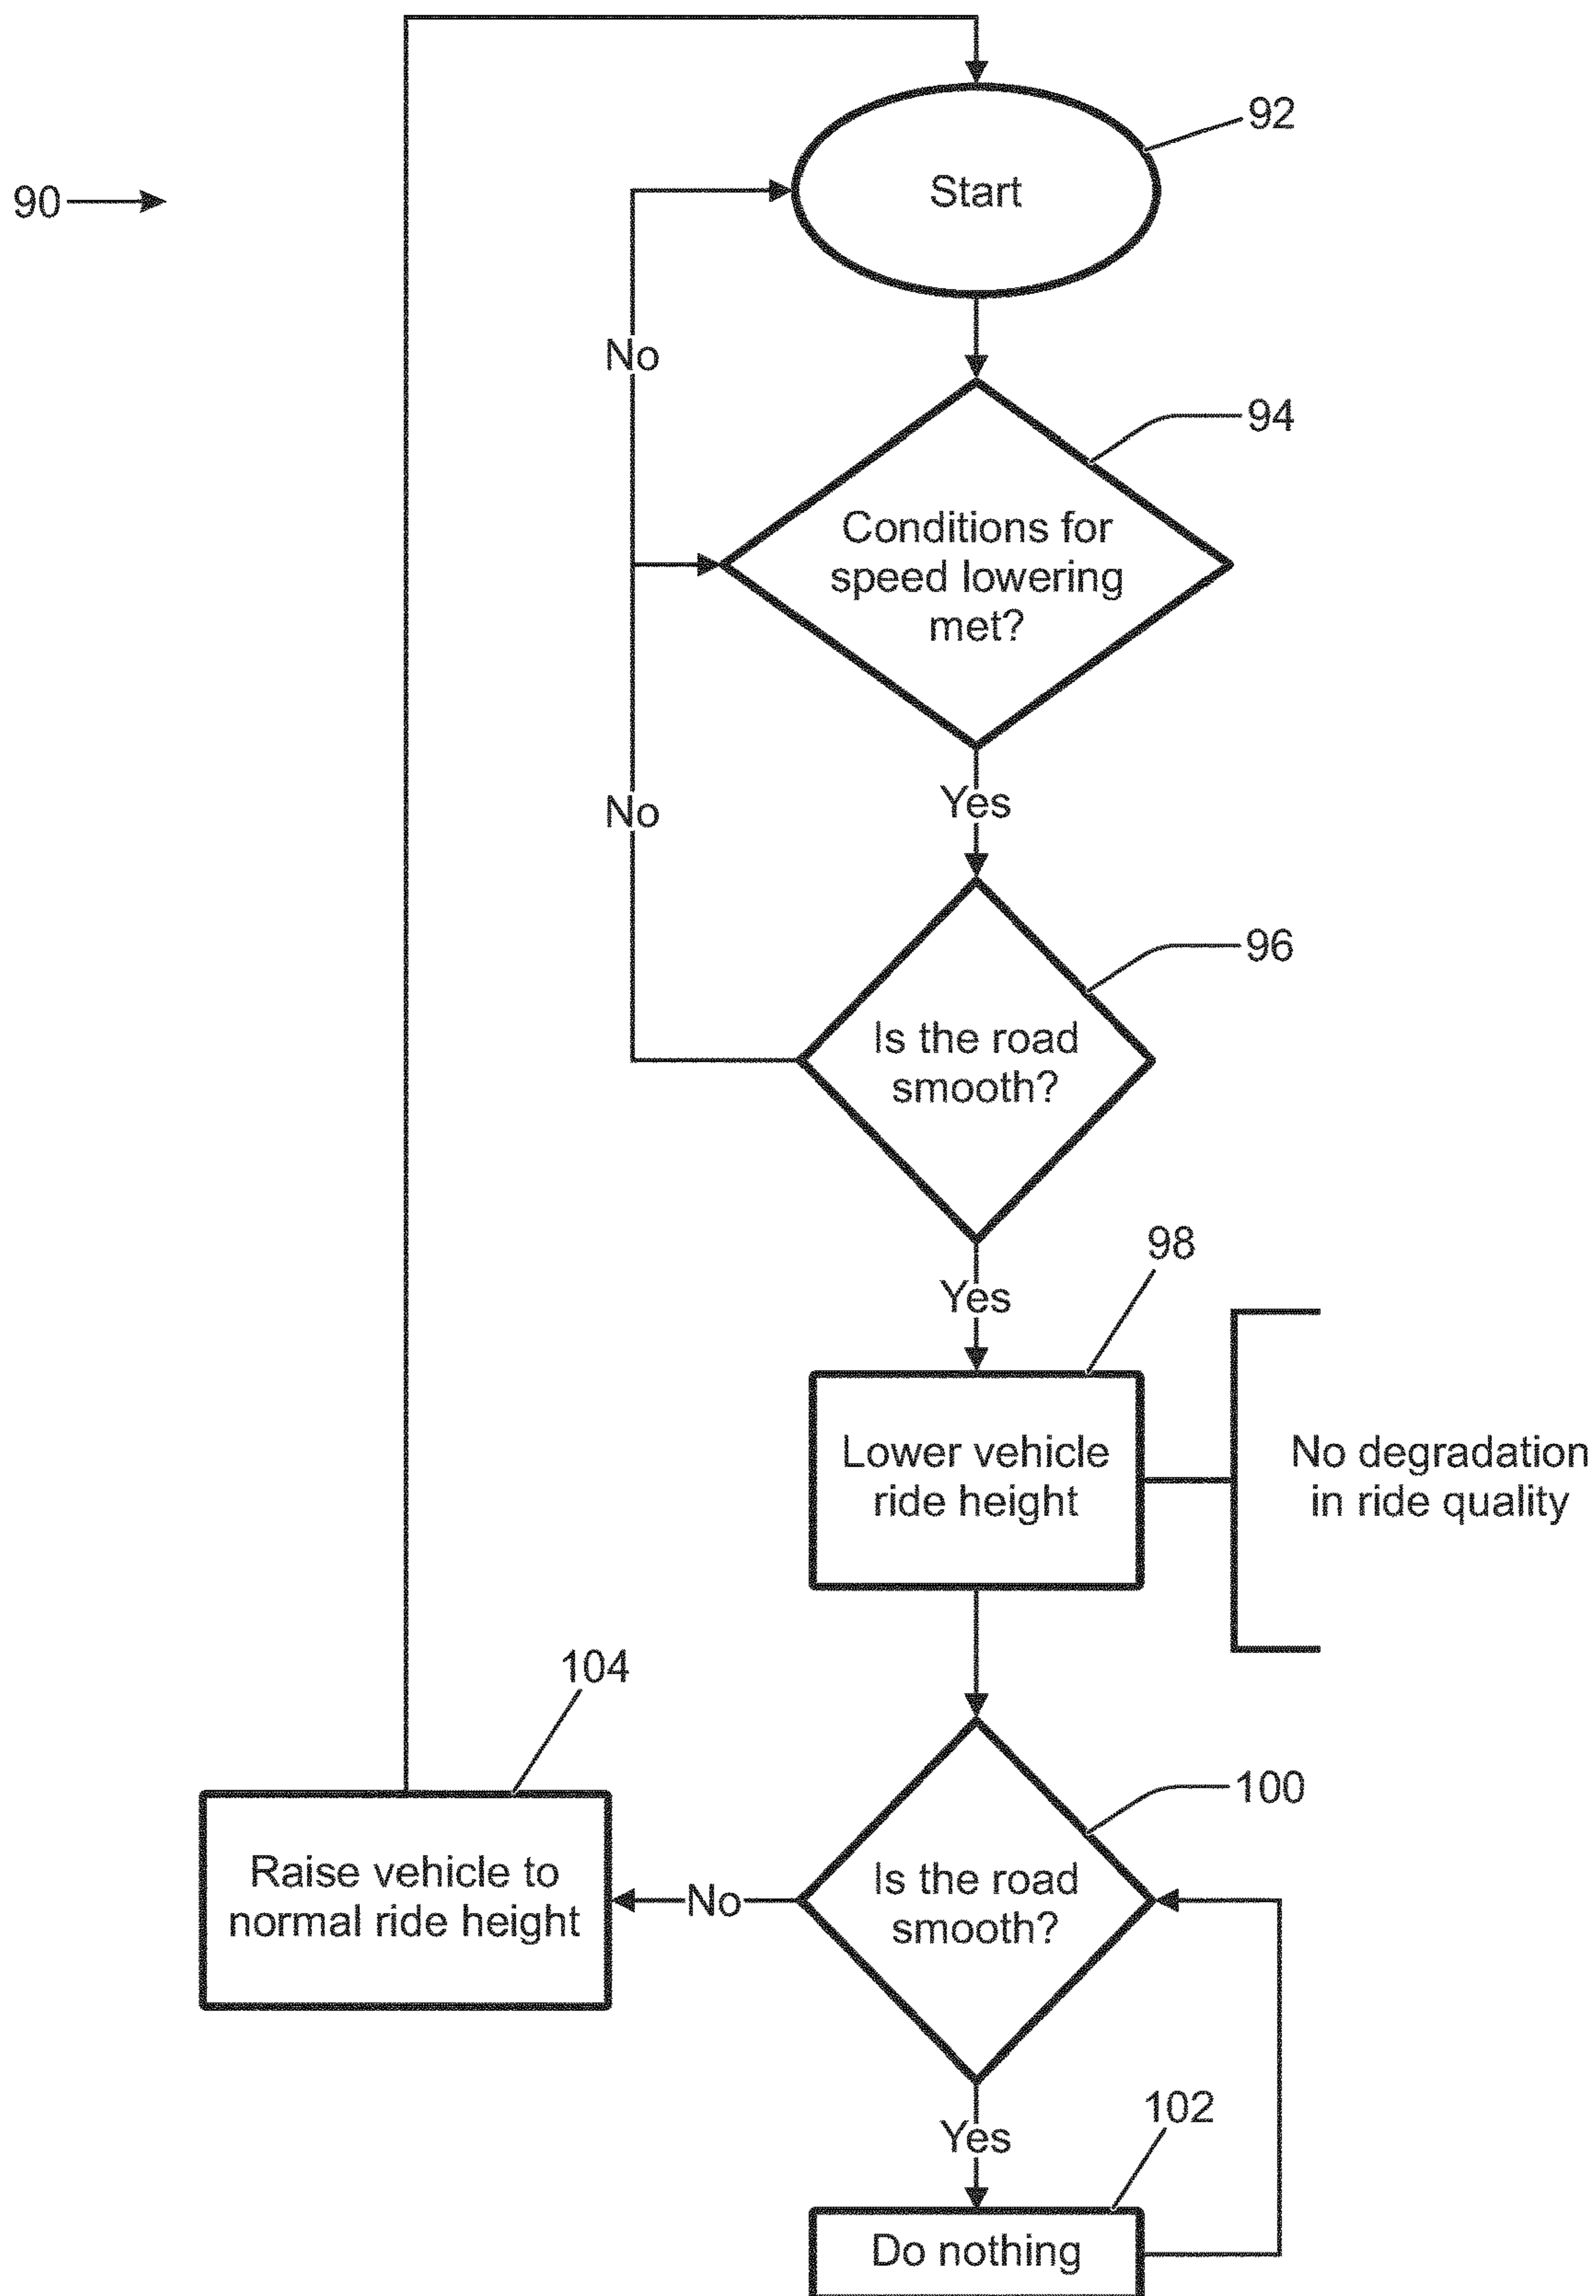 92
90
Start
No
94
Conditions for
speed lowering
met?
Yes
No
96
Is the road
smooth?
98
Yes
Lower vehicle
ride height
No degradation
in ride quality
104
100
Raise vehicle to
normal ride height
No
Is the road
smooth?
102
Yes
Do nothing